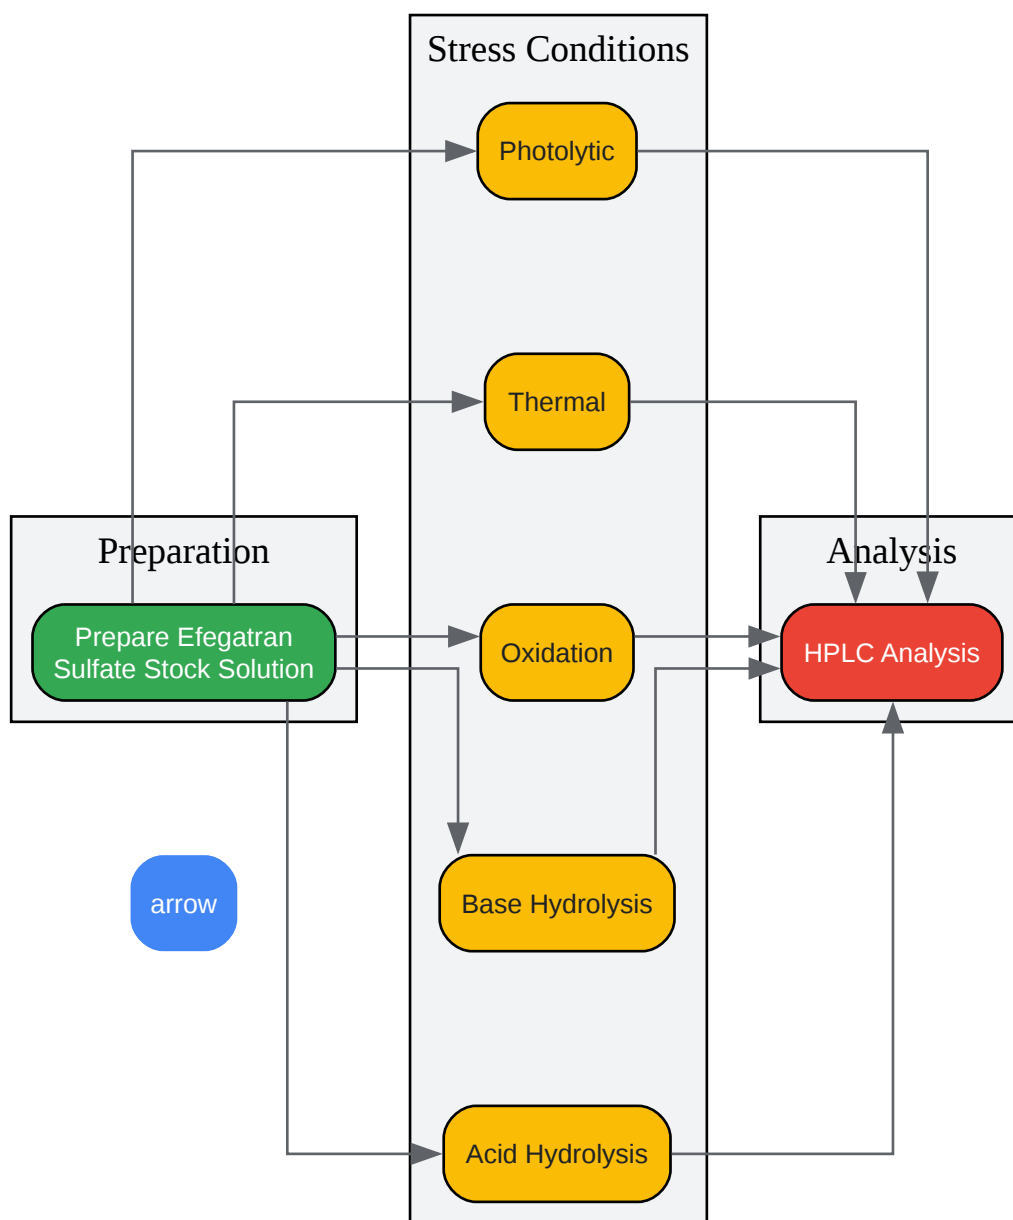 Stress Conditions
Photolytic
Thermal
Preparation
Analysis
Prepare Efegatran
Sulfate Stock Solution
Oxidation
HPLC Analysis
arrow
Base Hydrolysis
Acid Hydrolysis